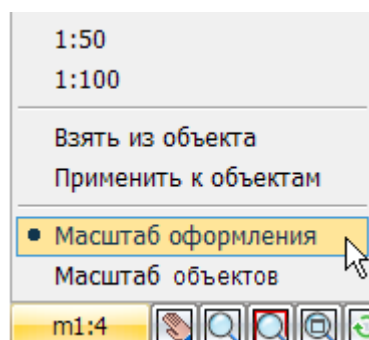 1:50
1:100
Взять из объекта
Применить к объектам
Масштаб оформления
Масштаб объектов
m1:4